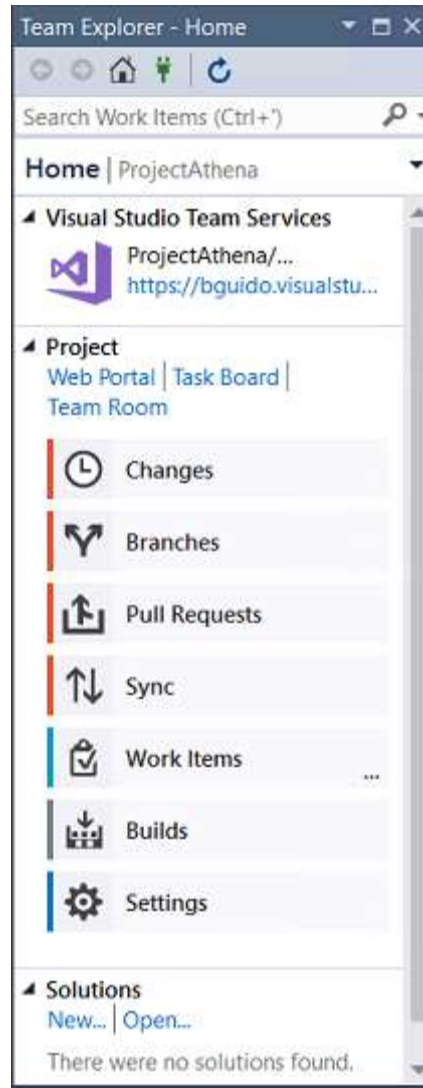 Team Explorer - Home
Search Work Items (Ctrl+')
Home | ProjectAthena
Visual Studio Team Services
ProjectAthena/...
https://bguido.visualstu...
Project
Web Portal | Task Board |
Team Room
Changes
Branches
Pull Requests
Sync
Work Items
...
Builds
Settings
Solutions
New... | Open...
There were no solutions found.